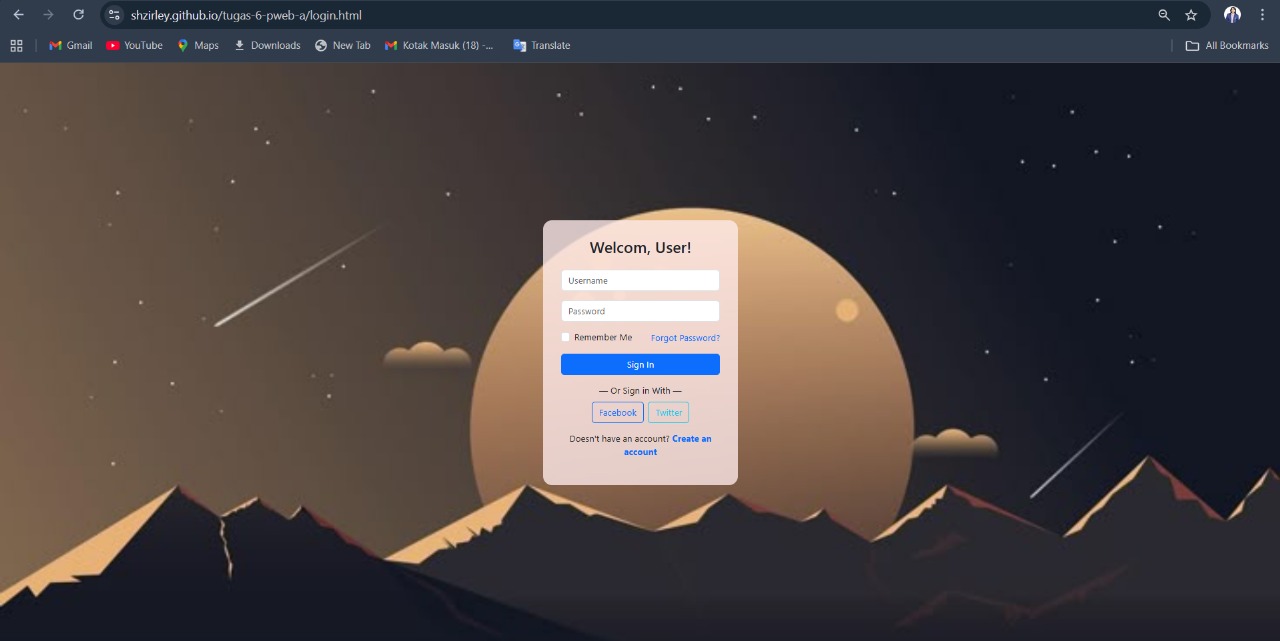 shzirley.github.io/tugas-6-pweb-a/login.html
Gmail YouTube Maps Downloads New Tab Kotak Masuk (18) -... Translate All Bookmarks
Welcom, User!
Username
Password
Remember Me Forgot Password?
Sign In
— Or Sign in With —
Facebook Twitter
Doesn't have an account? Create an
account